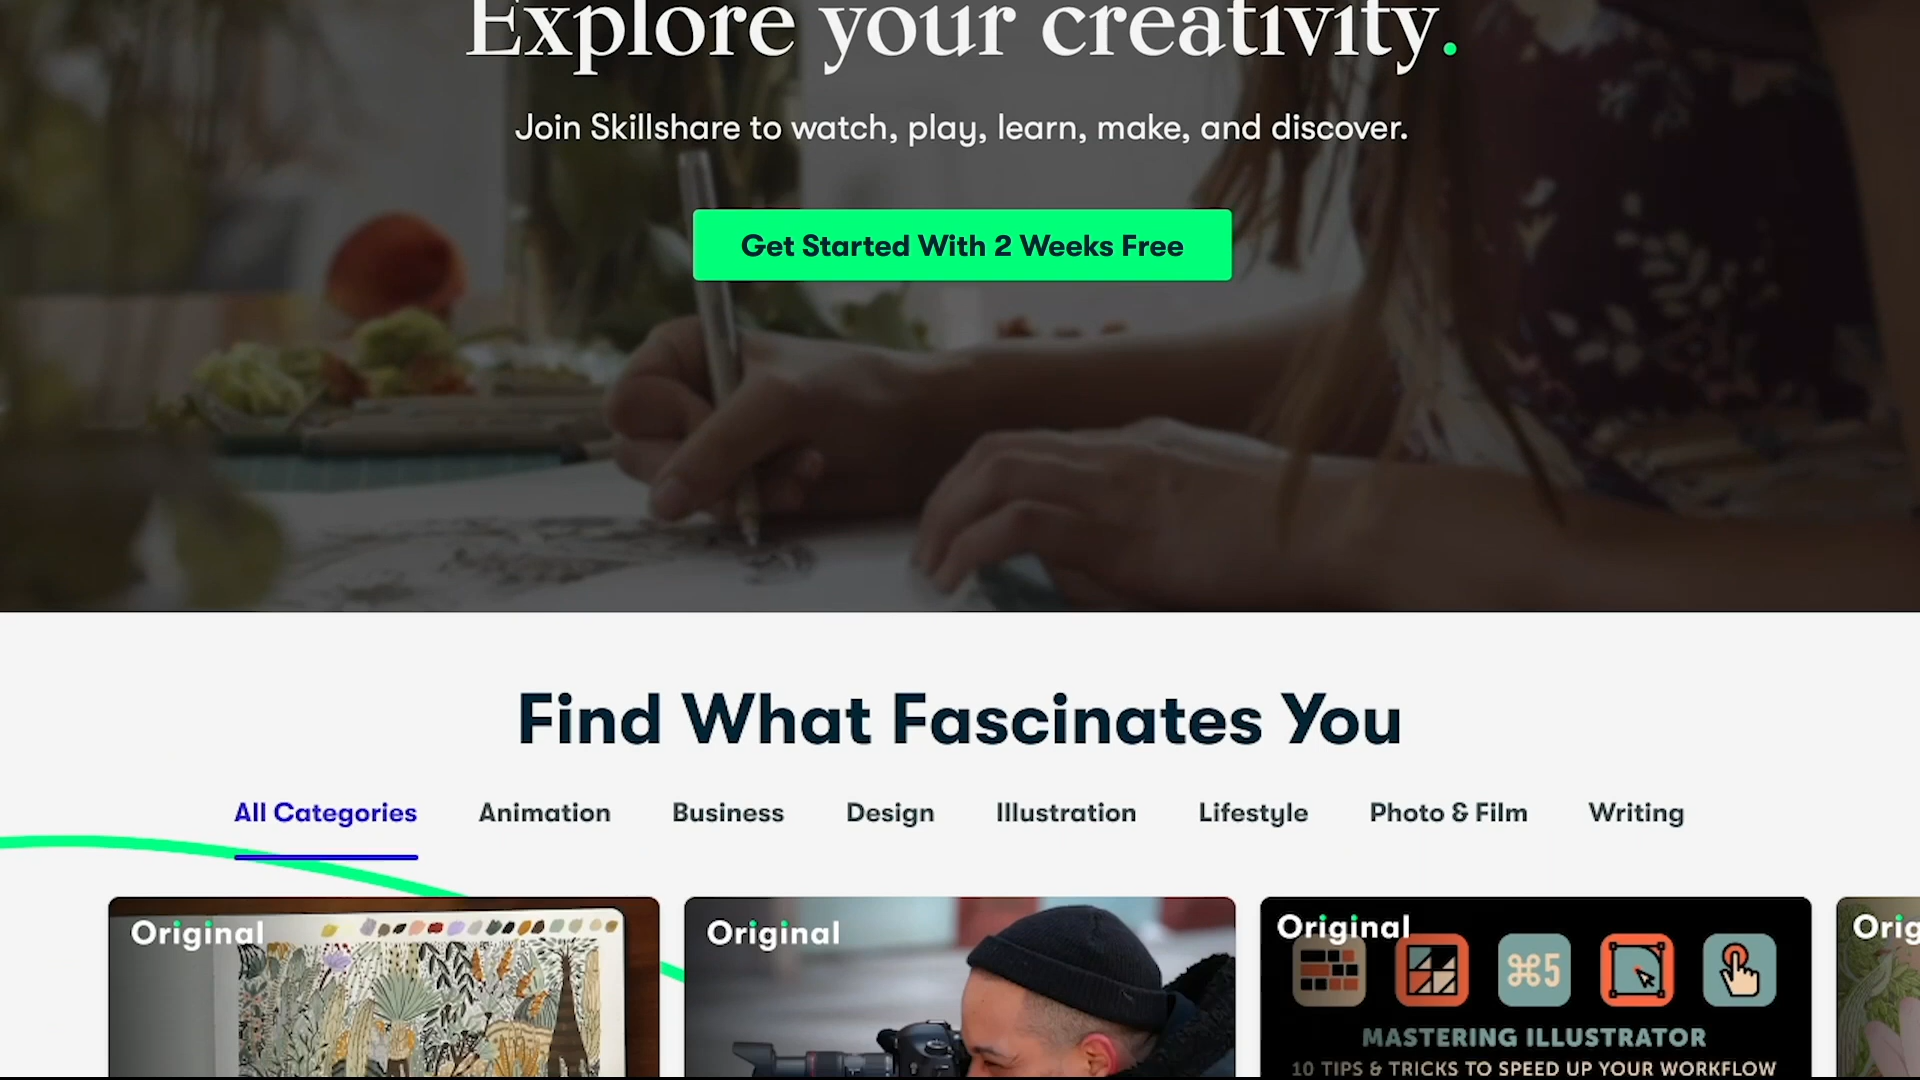 Explore your creativity.
Join Skillshare to watch, play, learn, make, and discover.
Get Started With 2 Weeks Free
Find What Fascinates You
All Categories Animation Business Design Illustration Lifestyle Photo & Film Writing
Original Original Original Orig
⌘5
MASTERING ILLUSTRATOR
10 TIPS & TRICKS TO SPEED UP YOUR WORKFLOW